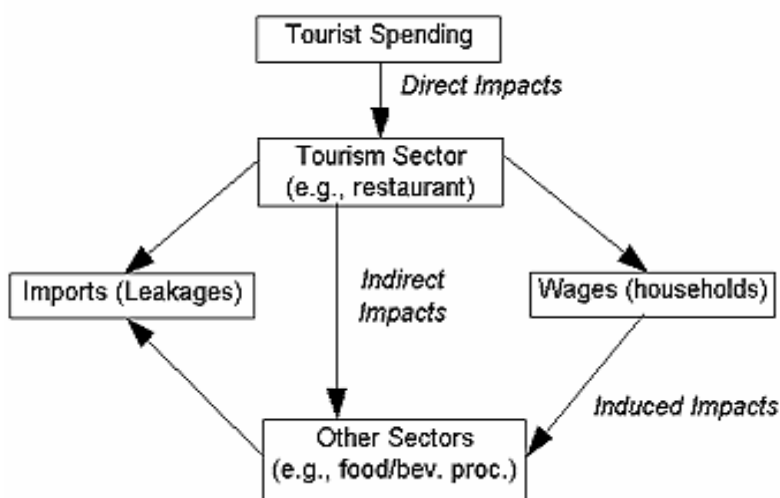 Tourist Spending
Direct Impacts
Tourism Sector
(e.g., restaurant)
Imports (Leakages)
Indirect
Impacts
Wages (households)
Induced Impacts
Other Sectors
(e.g., food/bev. proc.)